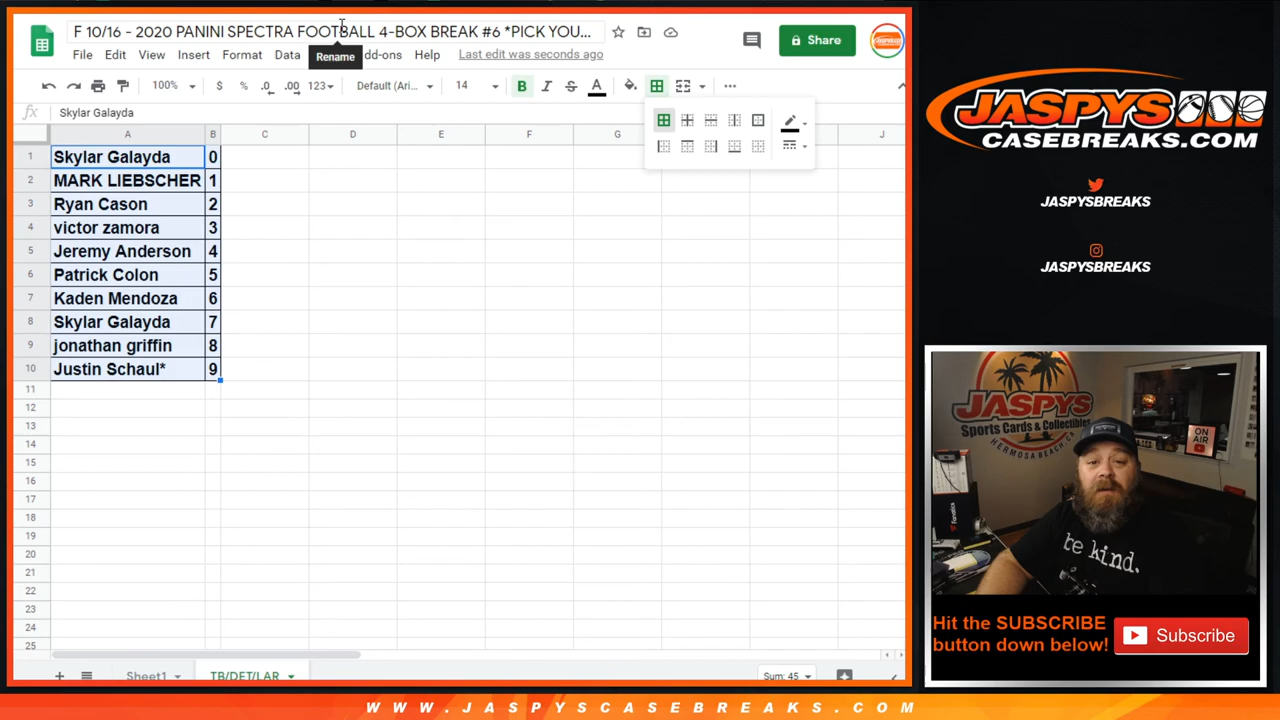 F 10/16 - 2020 PANINI SPECTRA FOOTBALL 4-BOX BREAK #6 *PICK YOU...
Share
File Edit View Insert Format Data dd-ons Help Last edit was seconds ago
Rename
100% $ % .0 .00 123 Default (Ari... 14 B I S A
fx Skylar Galayda
A B C D E F G J
1 Skylar Galayda 0
2 MARK LIEBSCHER 1
3 Ryan Cason 2
4 victor zamora 3
5 Jeremy Anderson 4
6 Patrick Colon 5
7 Kaden Mendoza 6
8 Skylar Galayda 7
9 jonathan griffin 8
10 Justin Schaul* 9
11
12
13
14
15
16
17
18
19
20
21
22
23
24
25
Sheet1 TB/DET/LAR Sum: 45
JASPYS
CASEBREAKS.COM
JASPYSBREAKS
JASPYSBREAKS
JASPYS
Sports Cards & Collectibles
HERMOSA BEACH, CA
ON
AIR
Fanatics
be kind.
Hit the SUBSCRIBE
button down below!
Subscribe
WWW.JASPYSCASEBREAKS.COM